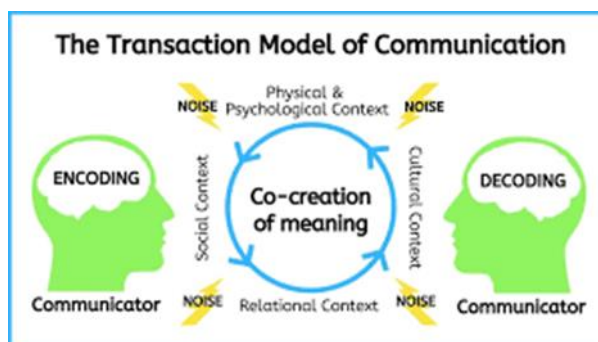 The Transaction Model of Communication
NOISE
Physical &
Psychological Context
NOISE
ENCODING
Social Context
Co-creation
of meaning
Cultural Context
DECODING
Communicator
NOISE
Relational Context
NOISE
Communicator